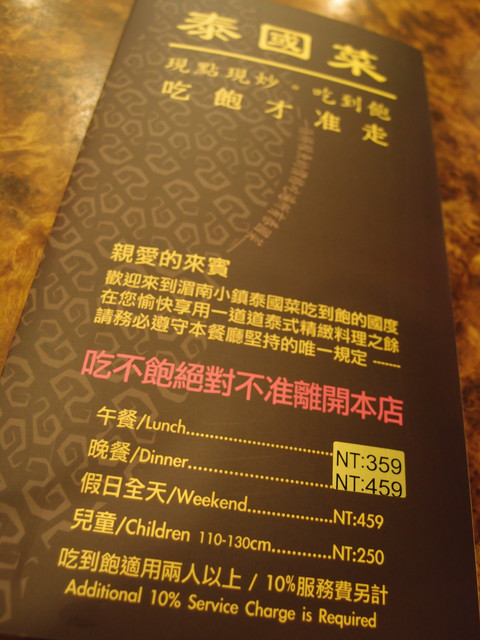 泰國菜
現點現炒。吃到飽
吃飽才准走
親愛的來賓
歡迎來到湄南小鎮泰國菜吃到飽的國度
在您愉快享用一道道泰式精緻料理之餘
請務必遵守本餐廳堅持的唯一規定 ------
吃不飽絕對不准離開本店
午餐/Lunch..............................NT:359
晚餐/Dinner.............................NT:459
假日全天/Weekend.................NT:459
兒童/Children 110-130cm............NT:250
吃到飽適用兩人以上 / 10%服務費另計
Additional 10% Service Charge is Required